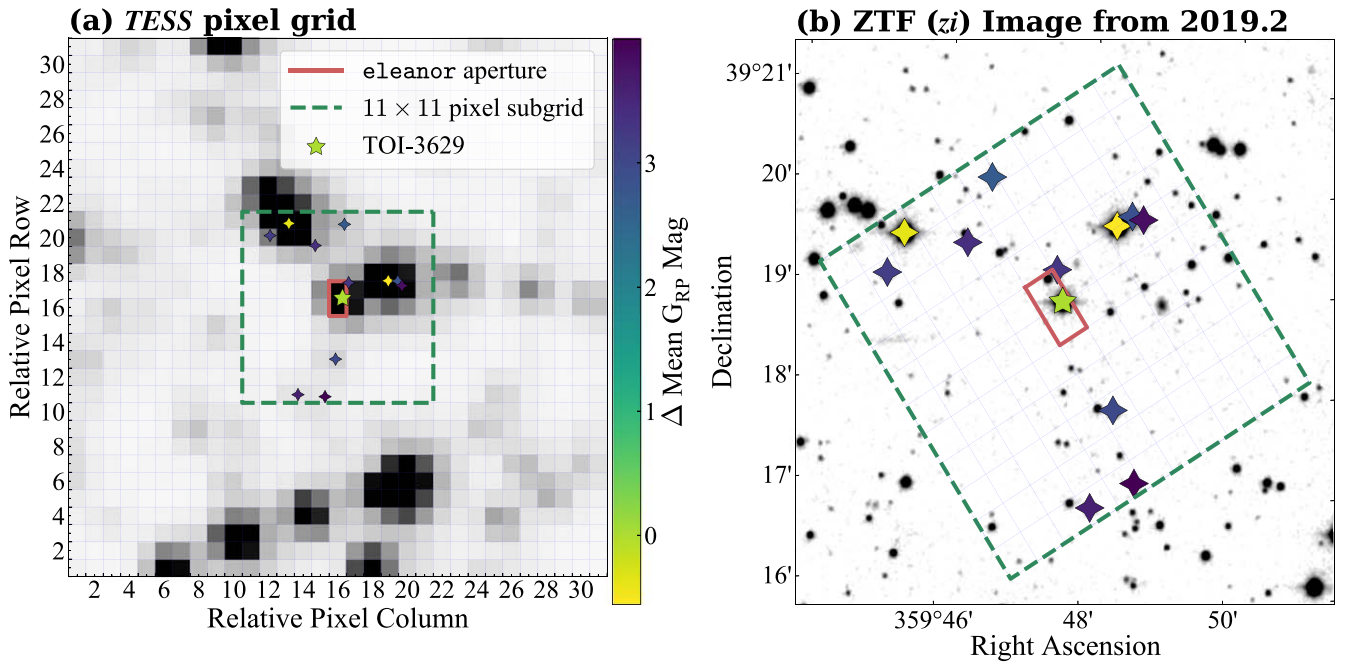 (a) TESS pixel grid
Relative Pixel Row
30
28
26
24
22
20
18
16
14
12
10
8
6
4
2
eleanor aperture
11 × 11 pixel subgrid
TOI-3629
2 4 6 8 10 12 14 16 18 20 22 24 26 28 30
Relative Pixel Column
3
2
1
0
Δ Mean G_RP Mag
(b) ZTF (zi) Image from 2019.2
Declination
39°21'
20'
19'
18'
17'
16'
359°46' 48' 50'
Right Ascension